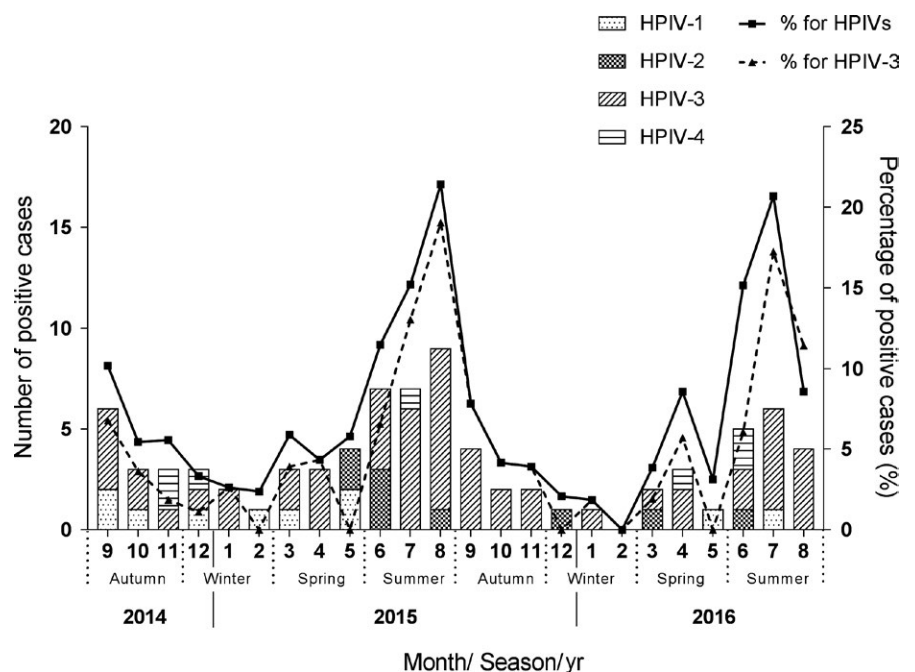 HPIV-1 % for HPIVs
HPIV-2 % for HPIV-3
HPIV-3
HPIV-4
20 25
20
15
15
10
10
5
5
0 0
Number of positive cases
Percentage of positive cases (%)
9 10 11 12 1 2 3 4 5 6 7 8 9 10 11 12 1 2 3 4 5 6 7 8
Autumn Winter Spring Summer Autumn Winter Spring Summer
2014 2015 2016
Month/ Season/yr